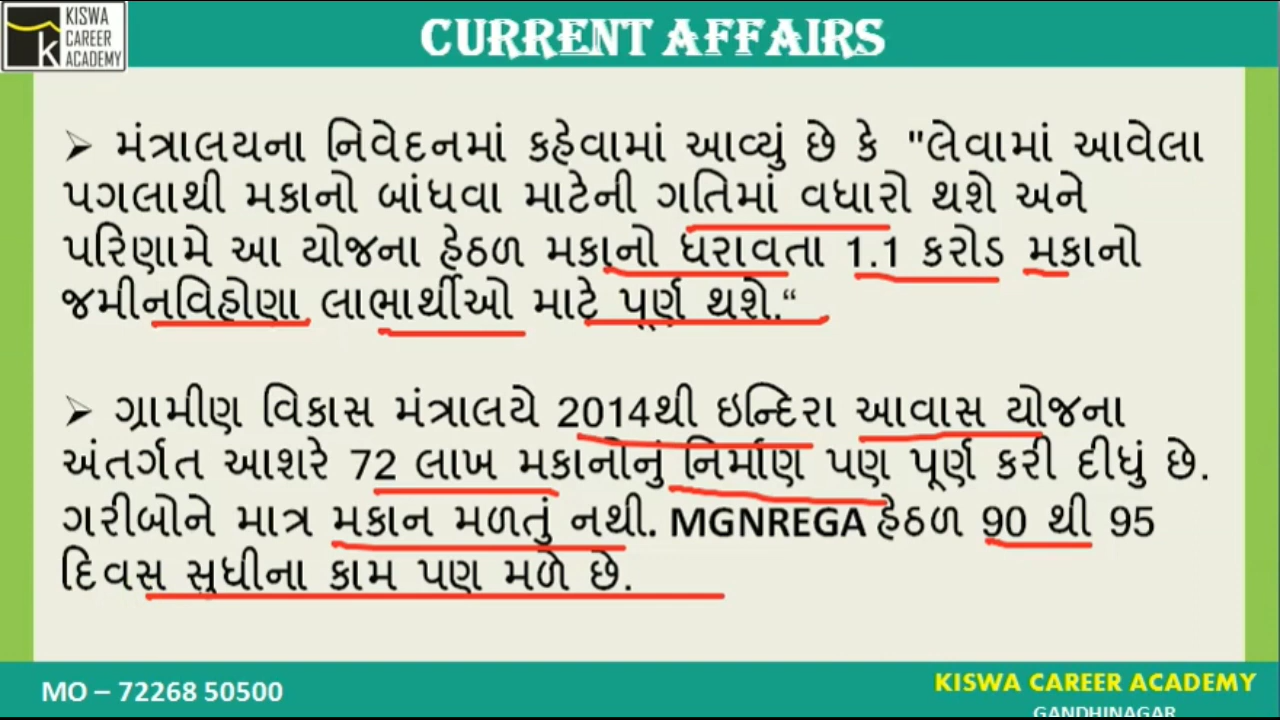 KISWA
CAREER
ACADEMY
CURRENT AFFAIRS
➢ મંત્રાલયના નિવેદનમાં કહેવામાં આવ્યું છે કે "લેવામાં આવેલા
પગલાથી મકાનો બાંધવા માટેની ગતિમાં વધારો થશે અને
પરિણામે આ યોજના હેઠળ મકાનો ધરાવતા 1.1 કરોડ મકાનો
જમીનવિહોણા લાભાર્થીઓ માટે પૂર્ણ થશે.“
➢ ગ્રામીણ વિકાસ મંત્રાલયે 2014થી ઇન્દિરા આવાસ યોજના
અંતર્ગત આશરે 72 લાખ મકાનોનું નિર્માણ પણ પૂર્ણ કરી દીધું છે.
ગરીબોને માત્ર મકાન મળતું નથી. MGNREGA હેઠળ 90 થી 95
દિવસ સુધીના કામ પણ મળે છે.
MO – 72268 50500
KISWA CAREER ACADEMY
GANDHINAGAR